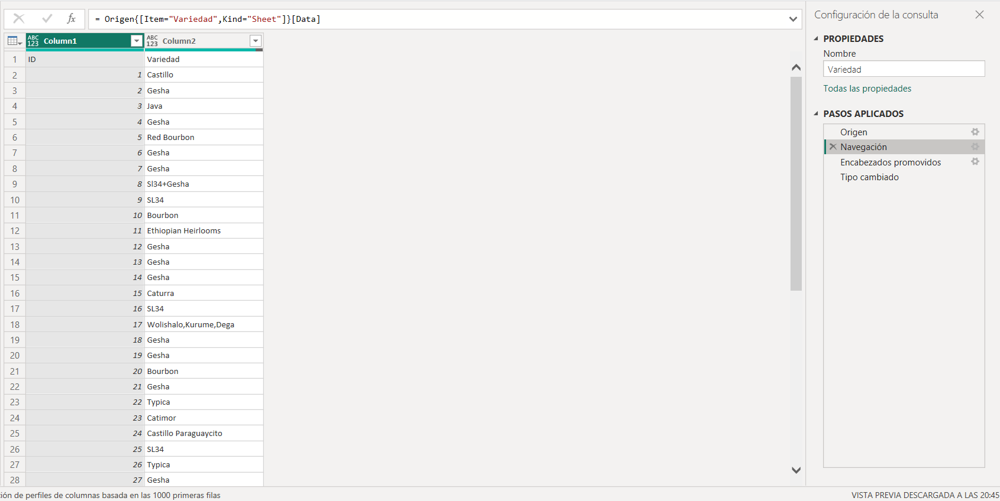 fx = Origen{[Item="Variedad",Kind="Sheet"]}[Data]
ABC 123 Column1 ABC 123 Column2
1 ID Variedad
2 1 Castillo
3 2 Gesha
4 3 Java
5 4 Gesha
6 5 Red Bourbon
7 6 Gesha
8 7 Gesha
9 8 Sl34+Gesha
10 9 SL34
11 10 Bourbon
12 11 Ethiopian Heirlooms
13 12 Gesha
14 13 Gesha
15 14 Gesha
16 15 Caturra
17 16 SL34
18 17 Wolishalo,Kurume,Dega
19 18 Gesha
20 19 Gesha
21 20 Bourbon
22 21 Gesha
23 22 Typica
24 23 Catimor
25 24 Castillo Paraguaycito
26 25 SL34
27 26 Typica
28 27 Gesha
Configuración de la consulta
PROPIEDADES
Nombre
Variedad
Todas las propiedades
PASOS APLICADOS
Origen
Navegación
Encabezados promovidos
Tipo cambiado
ción de perfiles de columnas basada en las 1000 primeras filas
VISTA PREVIA DESCARGADA A LAS 20:45